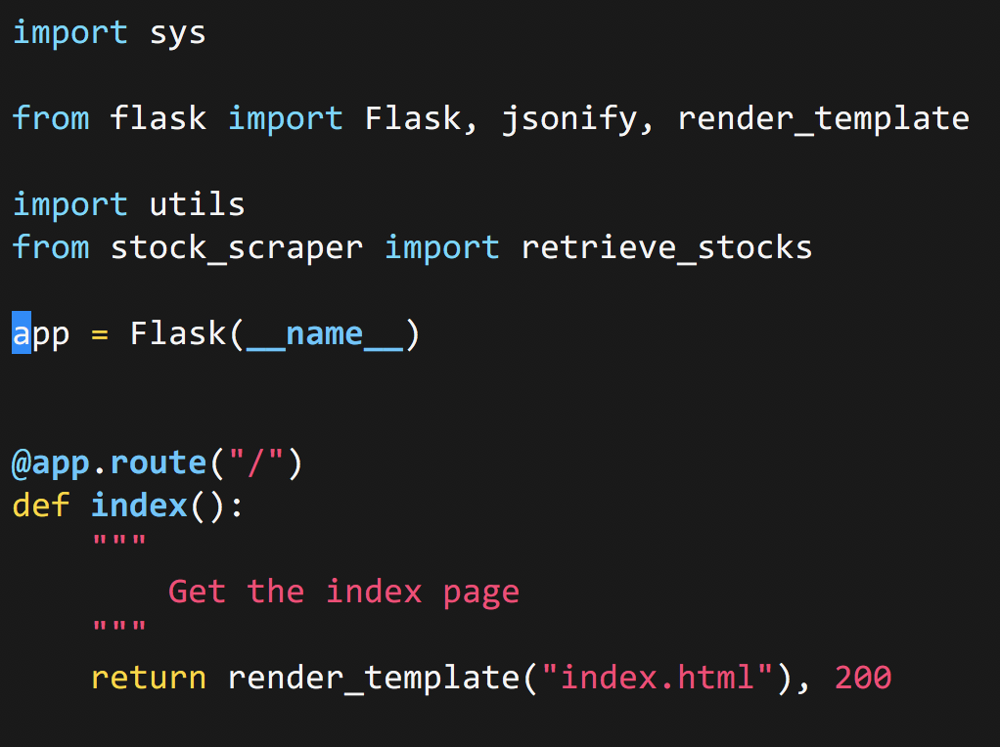 import sys
from flask import Flask, jsonify, render_template
import utils
from stock_scraper import retrieve_stocks
app = Flask(__name__)
@app.route("/")
def index():
    """
        Get the index page
    """
    return render_template("index.html"), 200